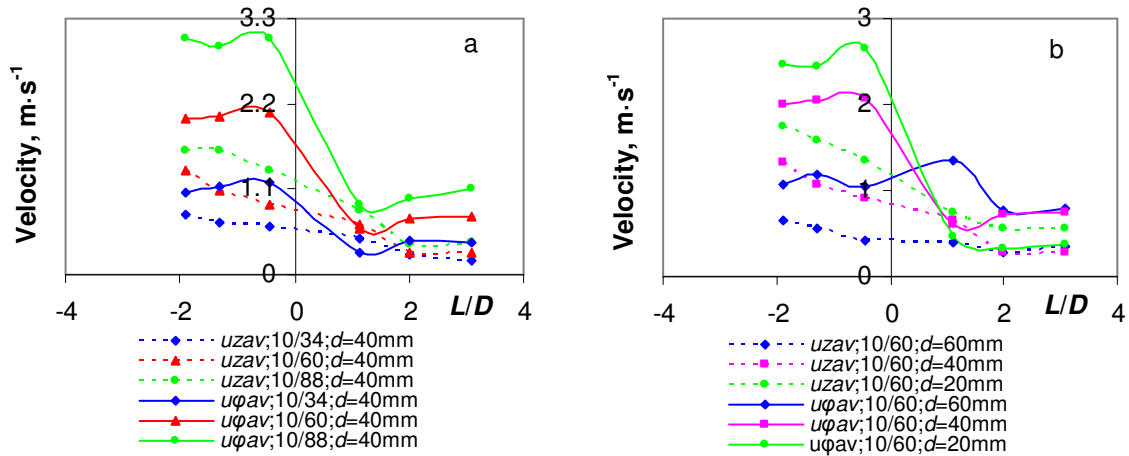 a
Velocity, m·s⁻¹
3.3
2.2
1.1
0
-4
-2
0
2
4
L/D
uzav;10/34;d=40mm
uzav;10/60;d=40mm
uzav;10/88;d=40mm
uφav;10/34;d=40mm
uφav;10/60;d=40mm
uφav;10/88;d=40mm
b
Velocity, m·s⁻¹
3
2
1
0
-4
-2
0
2
4
L/D
uzav;10/60;d=60mm
uzav;10/60;d=40mm
uzav;10/60;d=20mm
uφav;10/60;d=60mm
uφav;10/60;d=40mm
uφav;10/60;d=20mm